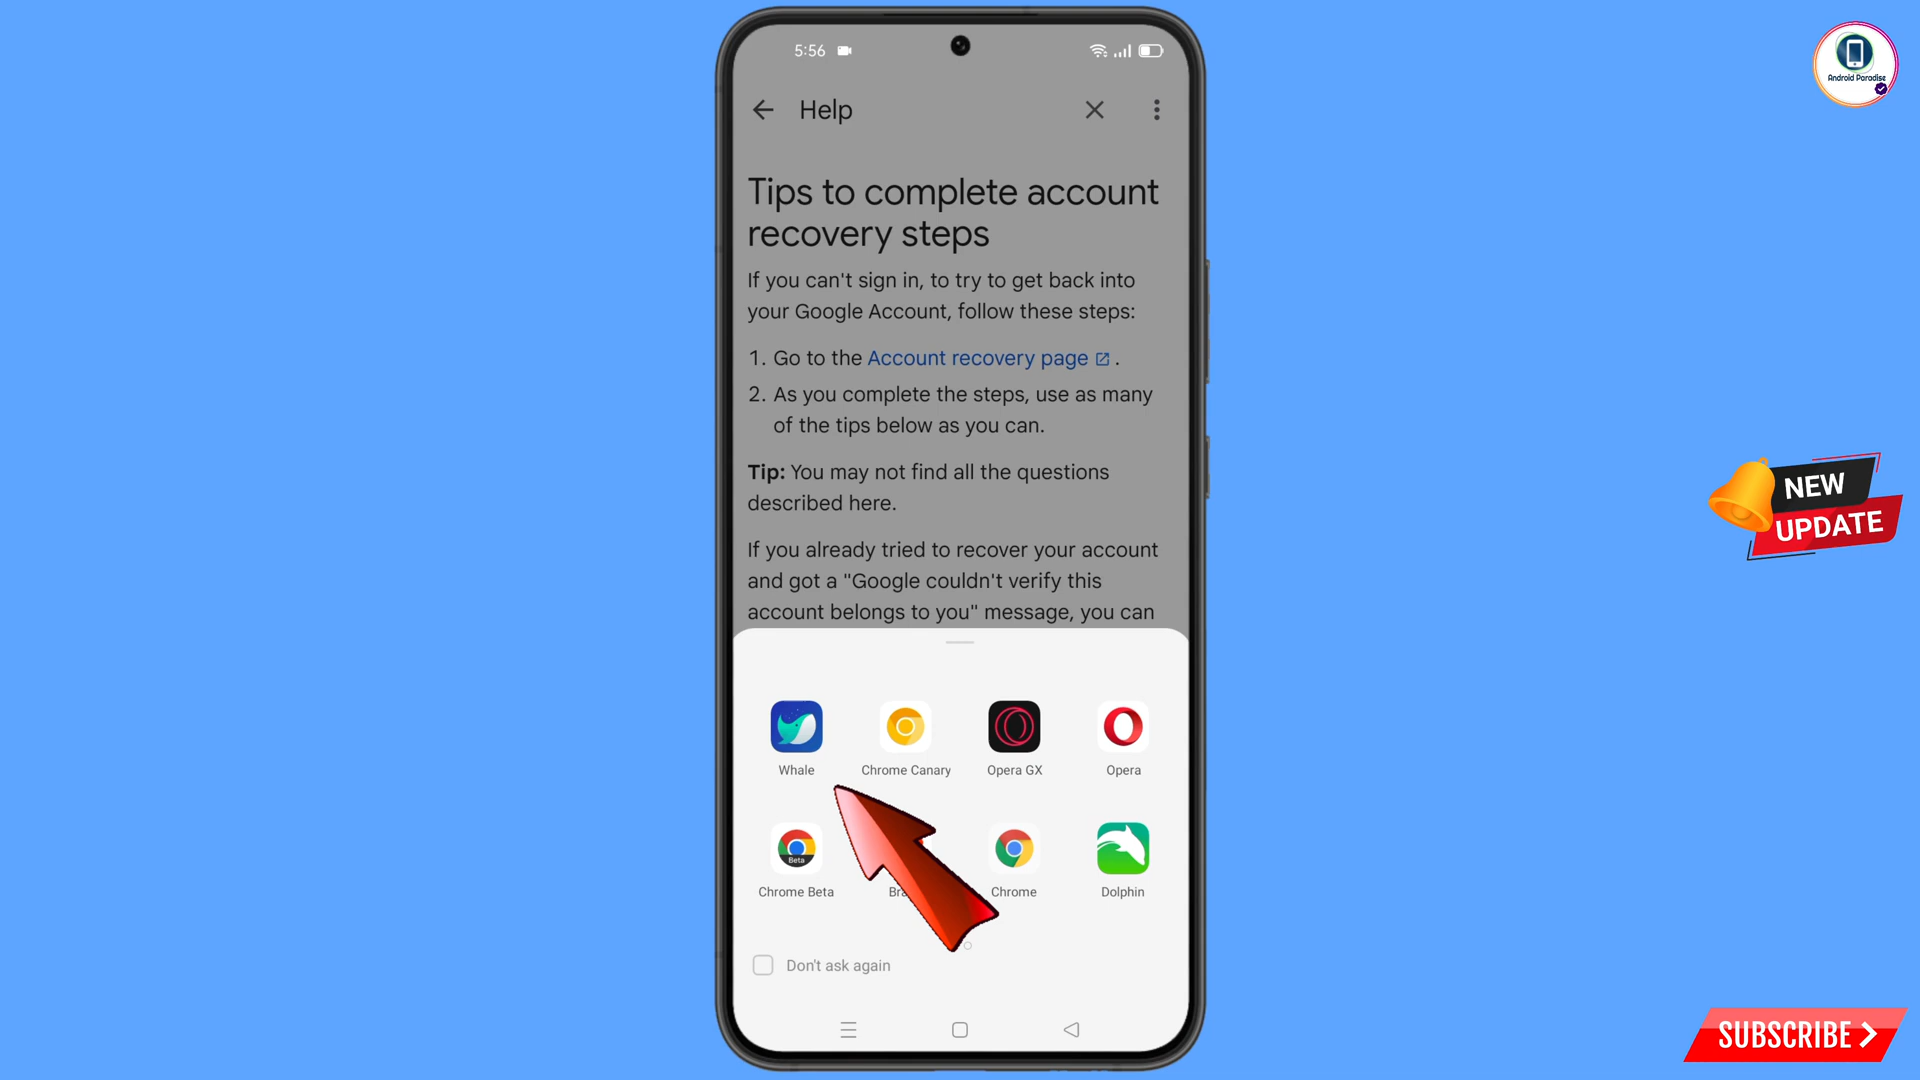 5:56
Android Paradise
Help
Tips to complete account
recovery steps
If you can't sign in, to try to get back into
your Google Account, follow these steps:
1. Go to the Account recovery page .
2. As you complete the steps, use as many
of the tips below as you can.
Tip: You may not find all the questions
described here.
NEW
UPDATE
If you already tried to recover your account
and got a "Google couldn't verify this
account belongs to you" message, you can
Whale
Chrome Canary
Opera GX
Opera
Beta
Chrome Beta
Chrome
Dolphin
Don't ask again
SUBSCRIBE